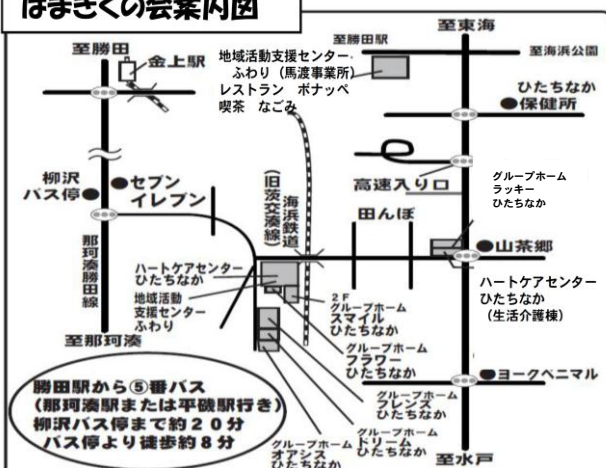 はまぎくの会案内図
至勝田
金上駅
地域活動支援センター
ふわり（馬渡事業所）
レストラン　ボナッペ
喫茶　なごみ
至勝田駅
至東海
至海浜公園
ひたちなか
●保健所
高速入り口
グループホーム
ラッキー
ひたちなか
柳沢
バス停●
●セブン
イレブン
那珂湊勝田線
至那珂湊
海浜鉄道
(旧茨交湊線)
田んぼ
●山茶郷
ハートケアセンター
ひたちなか
（生活介護棟）
ハートケアセンター
ひたちなか
地域活動
支援センター
ふわり
２Ｆ
グループホーム
スマイル
ひたちなか
グループホーム
フラワー
ひたちなか
グループホーム
フレンズ
ひたちなか
グループホーム
ドリーム
ひたちなか
グループホーム
オアシス
ひたちなか
●ヨークベニマル
至水戸
勝田駅から⑤番バス
(那珂湊駅または平磯駅行き)
柳沢バス停まで約２０分
バス停より徒歩約８分